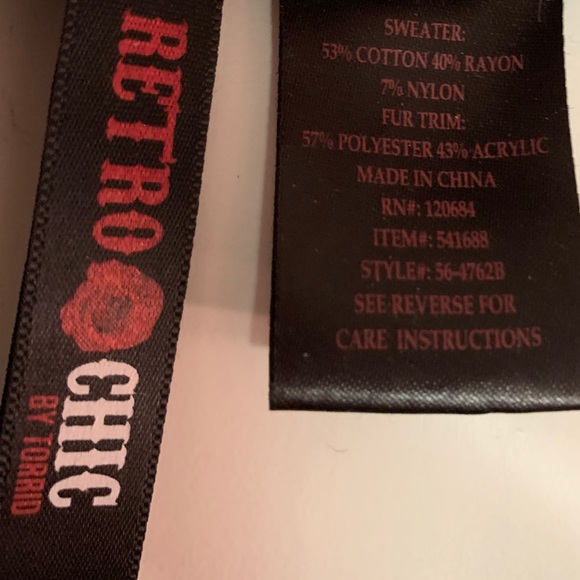 RETRO CHIC
BY TORRID
SWEATER:
53% COTTON 40% RAYON
7% NYLON
FUR TRIM:
57% POLYESTER 43% ACRYLIC
MADE IN CHINA
RN#: 120684
ITEM#: 541688
STYLE#: 56-4762B
SEE REVERSE FOR
CARE INSTRUCTIONS